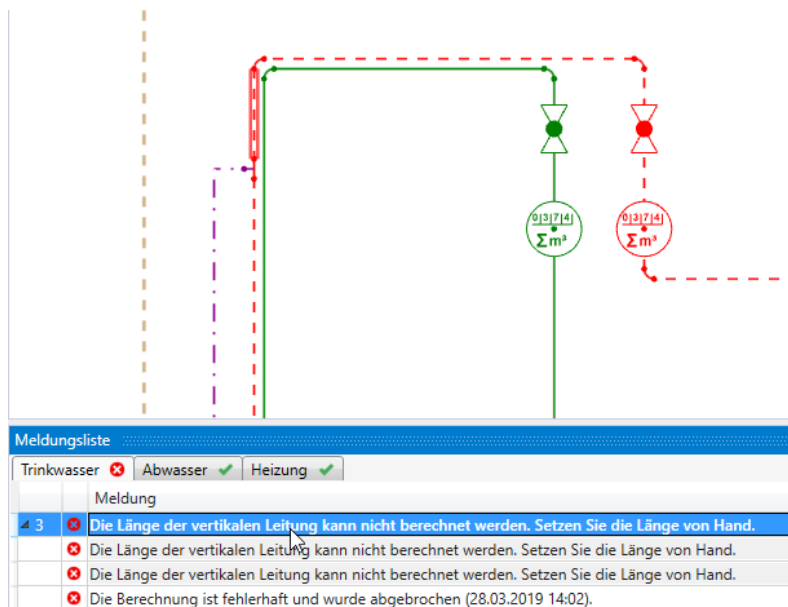 0|3|7|4|
Σm³
0|3|7|4|
Σm³
Meldungsliste
Trinkwasser Abwasser Heizung
Meldung
3 Die Länge der vertikalen Leitung kann nicht berechnet werden. Setzen Sie die Länge von Hand.
Die Länge der vertikalen Leitung kann nicht berechnet werden. Setzen Sie die Länge von Hand.
Die Länge der vertikalen Leitung kann nicht berechnet werden. Setzen Sie die Länge von Hand.
Die Berechnung ist fehlerhaft und wurde abgebrochen (28.03.2019 14:02).